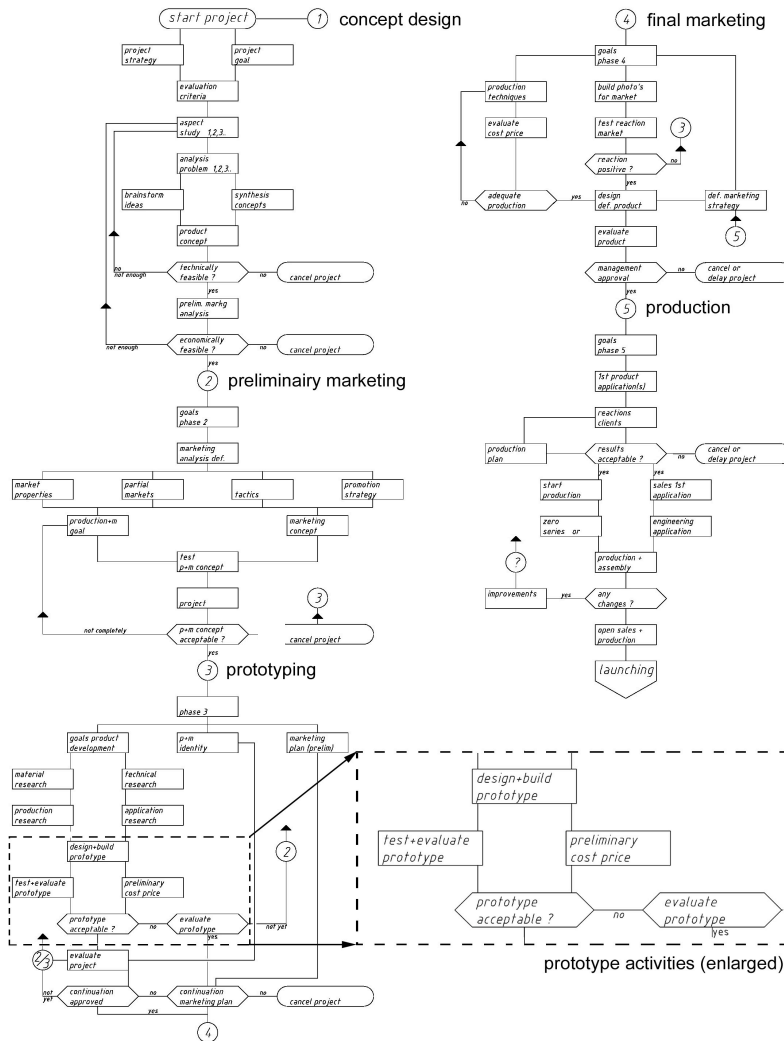 start project
1
concept design
project
strategy
project
goal
evaluation
criteria
aspect
study 1,2,3..
analysis
problem 1,2,3..
brainstorm
ideas
synthesis
concepts
product
concept
no
not enough
technically
feasible ?
no
cancel project
yes
prelim. markg
analysis
not enough
economically
feasible ?
no
cancel project
yes
2
preliminairy marketing
goals
phase 2
marketing
analysis def.
market
properties
partial
markets
tactics
promotion
strategy
production+m
goal
marketing
concept
test
p+m concept
project
3
not completely
p+m concept
acceptable ?
cancel project
yes
3
prototyping
phase 3
goals product
development
p+m
identity
marketing
plan (prelim)
material
research
technical
research
production
research
application
research
design+build
prototype
2
test+evaluate
prototype
preliminary
cost price
prototype
acceptable ?
no
evaluate
prototype
not yet
yes
2/3
evaluate
project
not
yet
continuation
approved
no
continuation
marketing plan
no
cancel project
yes
4
4
final marketing
goals
phase 4
production
techniques
build photo's
for market
evaluate
cost price
test reaction
market
3
reaction
positive ?
no
yes
no
adequate
production
yes
design
def. product
def. marketing
strategy
5
evaluate
product
management
approval
no
cancel or
delay project
yes
5
production
goals
phase 5
1st product
application(s)
reactions
clients
production
plan
results
acceptable ?
no
cancel or
delay project
yes
yes
start
production
sales 1st
application
zero
series or
engineering
application
?
production +
assembly
improvements
yes
any
changes ?
open sales +
production
launching
design+build
prototype
test+evaluate
prototype
preliminary
cost price
prototype
acceptable ?
no
evaluate
prototype
yes
prototype activities (enlarged)